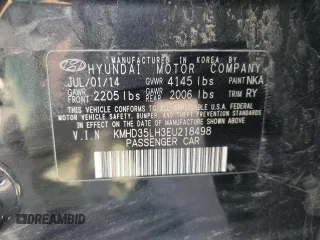 MANUFACTURED IN KOREA BY
HYUNDAI MOTOR COMPANY
JUL/01/14 GVWR 4145 lbs PAINT NKA
GAWR FRT 2205 lbs GAWR REAR 2006 lbs TRIM RY
THIS VEHICLE CONFORMS TO ALL APPLICABLE U.S. FEDERAL
MOTOR VEHICLE SAFETY, BUMPER, AND THEFT PREVENTION
STANDARDS IN EFFECT ON THE DATE OF MANUFACTURE SHOWN ABOVE.
V.I.N KMHD35LH3EU218498
PASSENGER CAR
CARANDBID